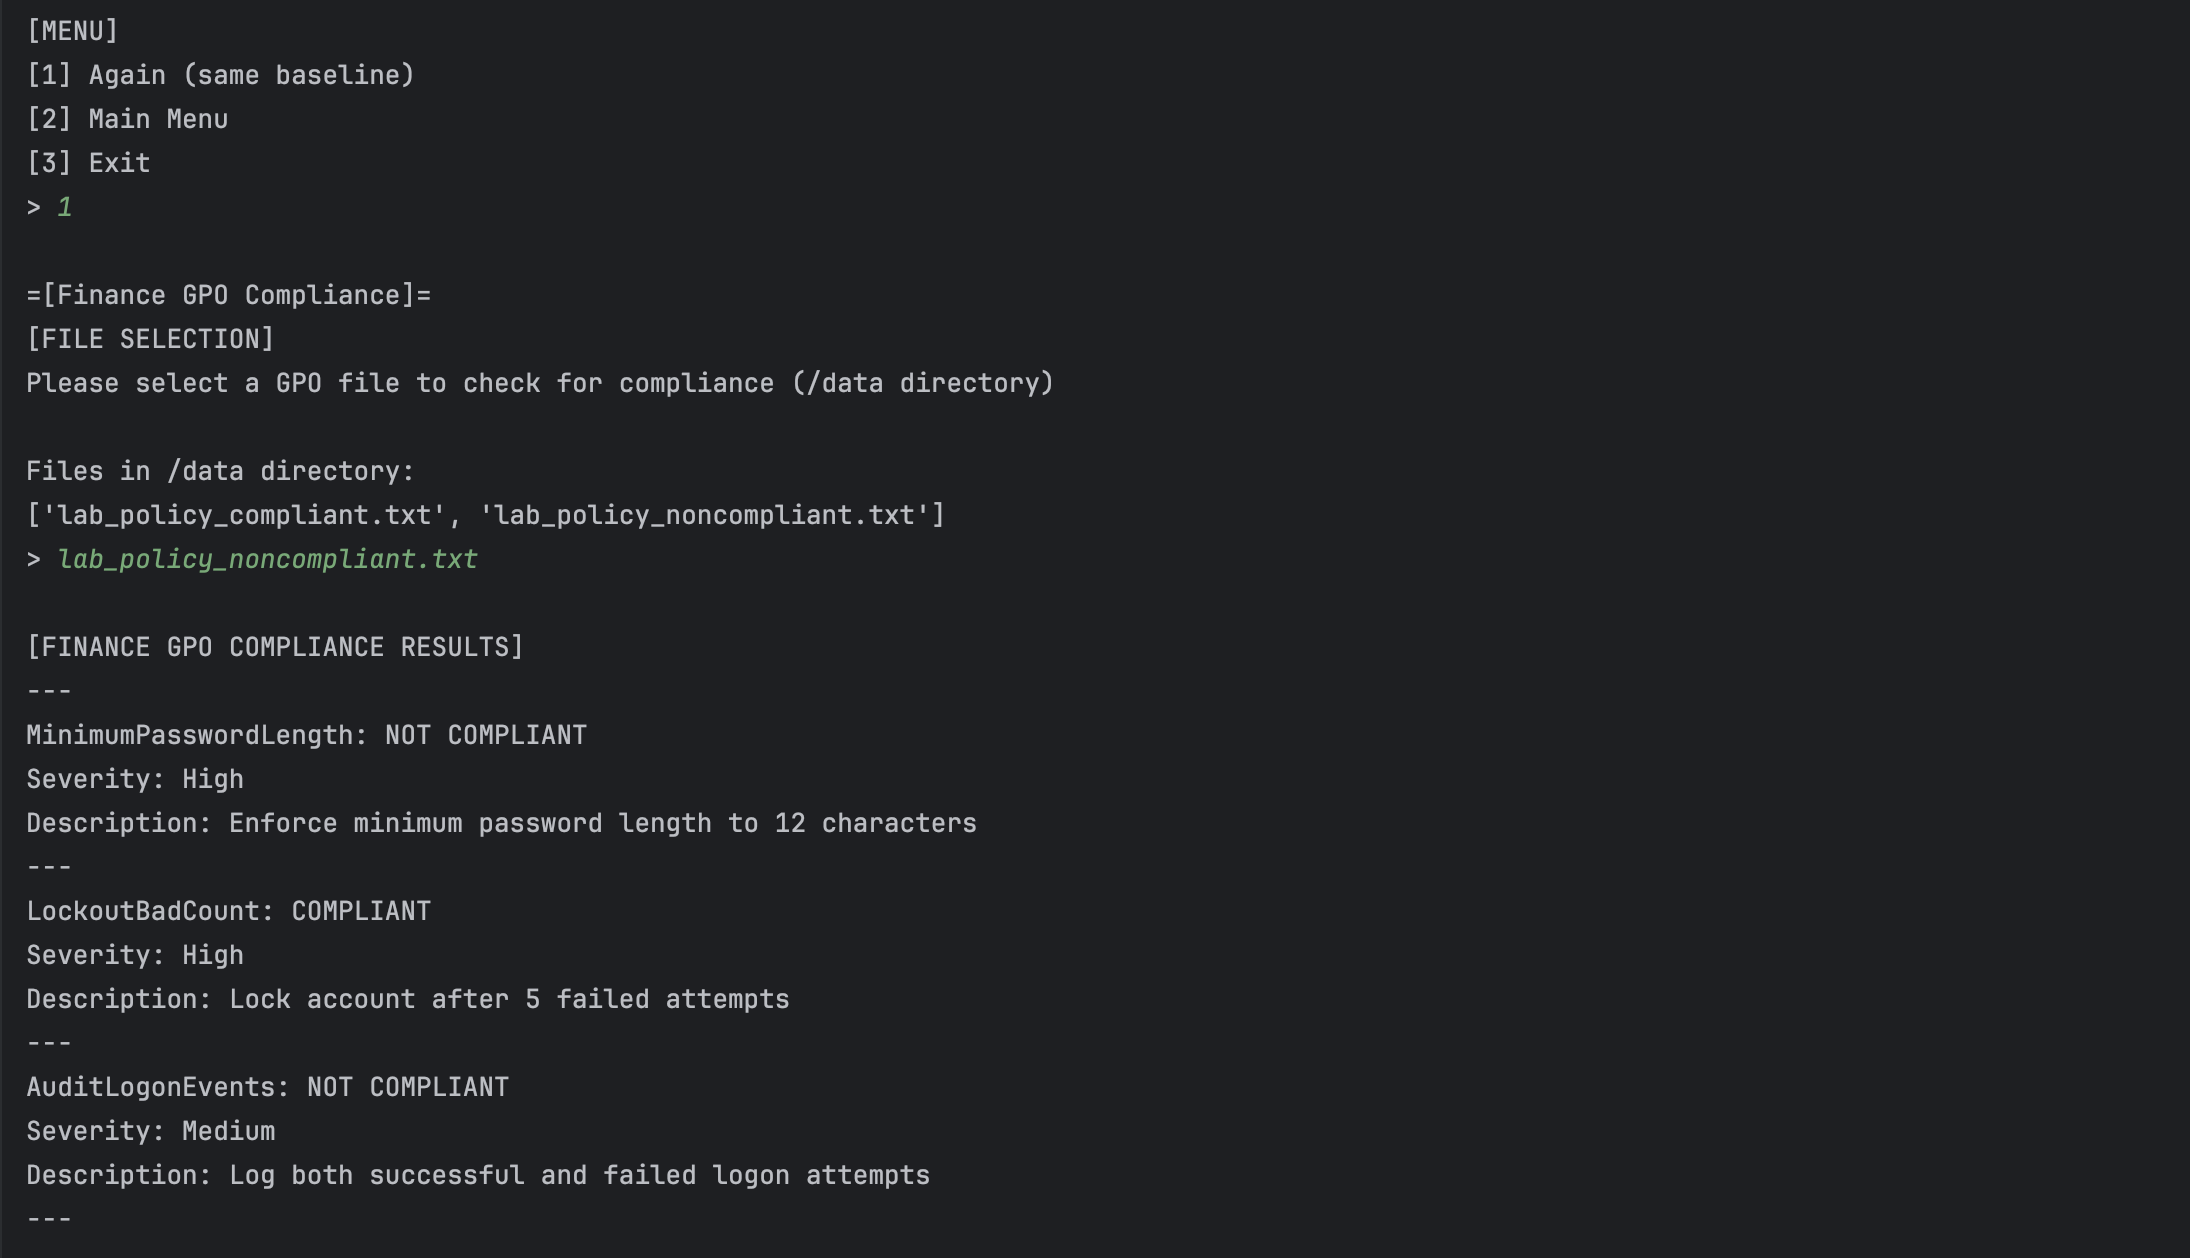 [MENU]
[1] Again (same baseline)
[2] Main Menu
[3] Exit
> 1
=[Finance GPO Compliance]=
[FILE SELECTION]
Please select a GPO file to check for compliance (/data directory)
Files in /data directory:
['lab_policy_compliant.txt', 'lab_policy_noncompliant.txt']
> lab_policy_noncompliant.txt
[FINANCE GPO COMPLIANCE RESULTS]
---
MinimumPasswordLength: NOT COMPLIANT
Severity: High
Description: Enforce minimum password length to 12 characters
---
LockoutBadCount: COMPLIANT
Severity: High
Description: Lock account after 5 failed attempts
---
AuditLogonEvents: NOT COMPLIANT
Severity: Medium
Description: Log both successful and failed logon attempts
---